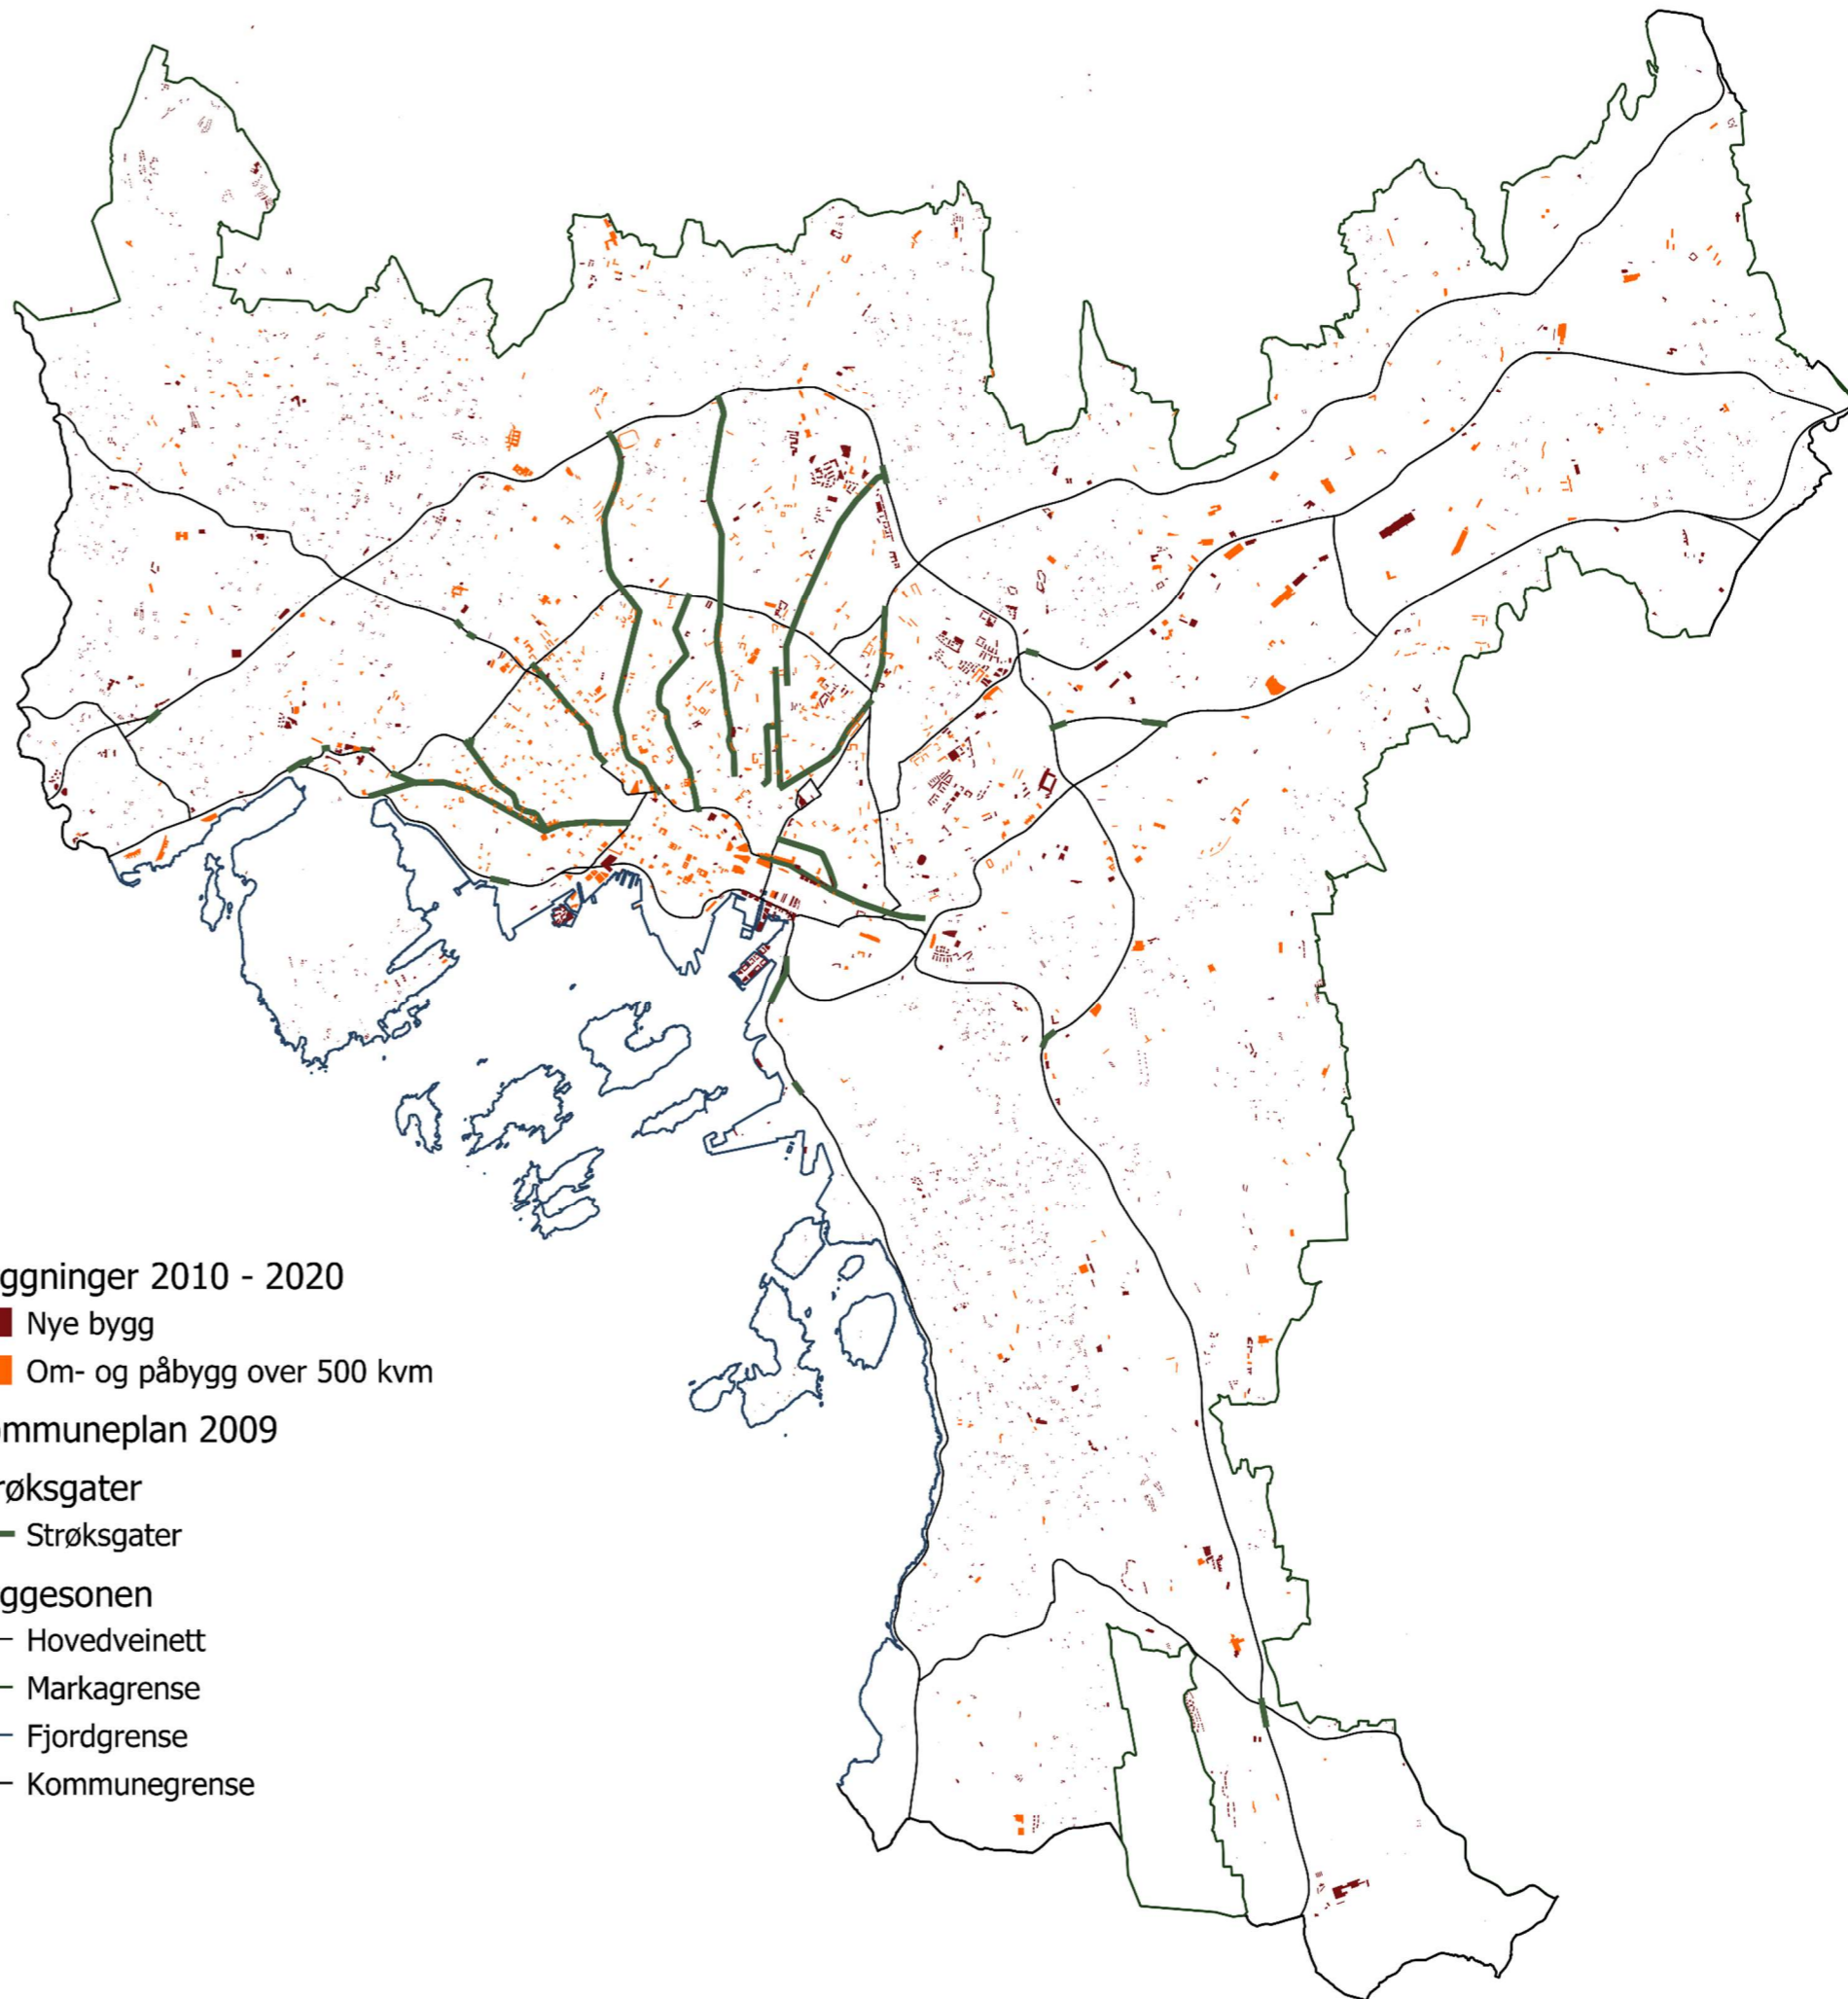 ggninger 2010 - 2020
Nye bygg
Om- og påbygg over 500 kvm
ommuneplan 2009
røksgater
Strøksgater
ggesonen
Hovedveinett
Markagrense
Fjordgrense
Kommunegrense